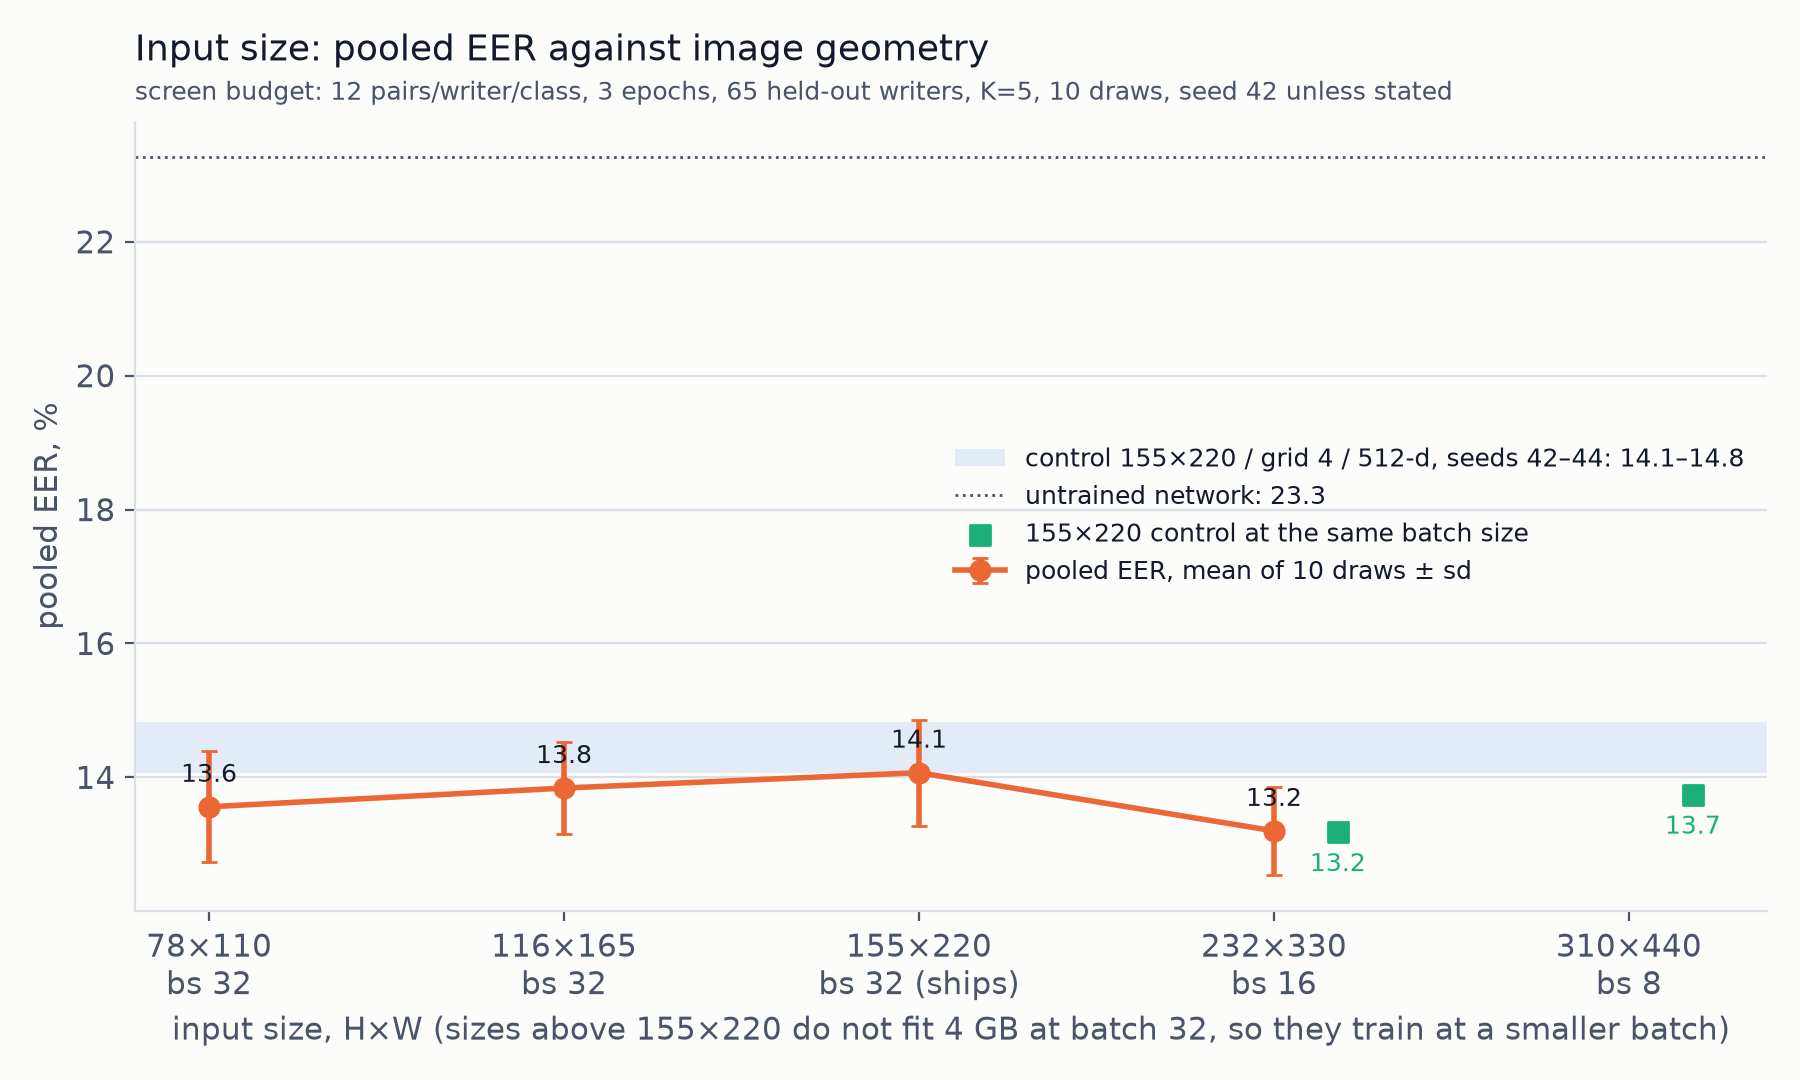 Input size: pooled EER against image geometry
screen budget: 12 pairs/writer/class, 3 epochs, 65 held-out writers, K=5, 10 draws, seed 42 unless stated
pooled EER, %
22
20
18
16
14
control 155×220 / grid 4 / 512-d, seeds 42–44: 14.1–14.8
untrained network: 23.3
155×220 control at the same batch size
pooled EER, mean of 10 draws ± sd
13.6
13.8
14.1
13.2
13.2
13.7
78×110
bs 32
116×165
bs 32
155×220
bs 32 (ships)
232×330
bs 16
310×440
bs 8
input size, H×W (sizes above 155×220 do not fit 4 GB at batch 32, so they train at a smaller batch)